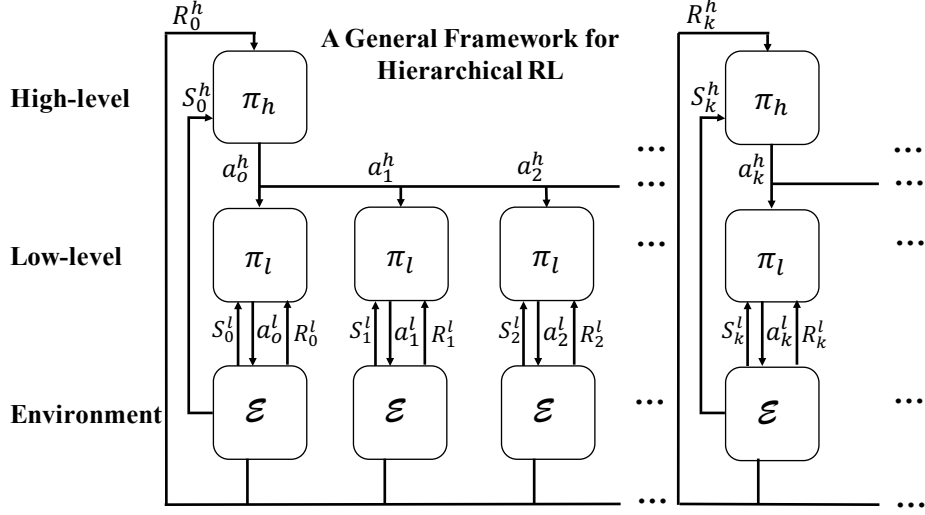 R_0^h
A General Framework for
Hierarchical RL
R_k^h
High-level
S_0^h
π_h
S_k^h
π_h
a_o^h
a_1^h
a_2^h
...
a_k^h
...
...
...
Low-level
π_l
π_l
π_l
...
π_l
...
S_0^l
a_o^l
R_0^l
S_1^l
a_1^l
R_1^l
S_2^l
a_2^l
R_2^l
S_k^l
a_k^l
R_k^l
Environment
ℰ
ℰ
ℰ
...
ℰ
...
...
...